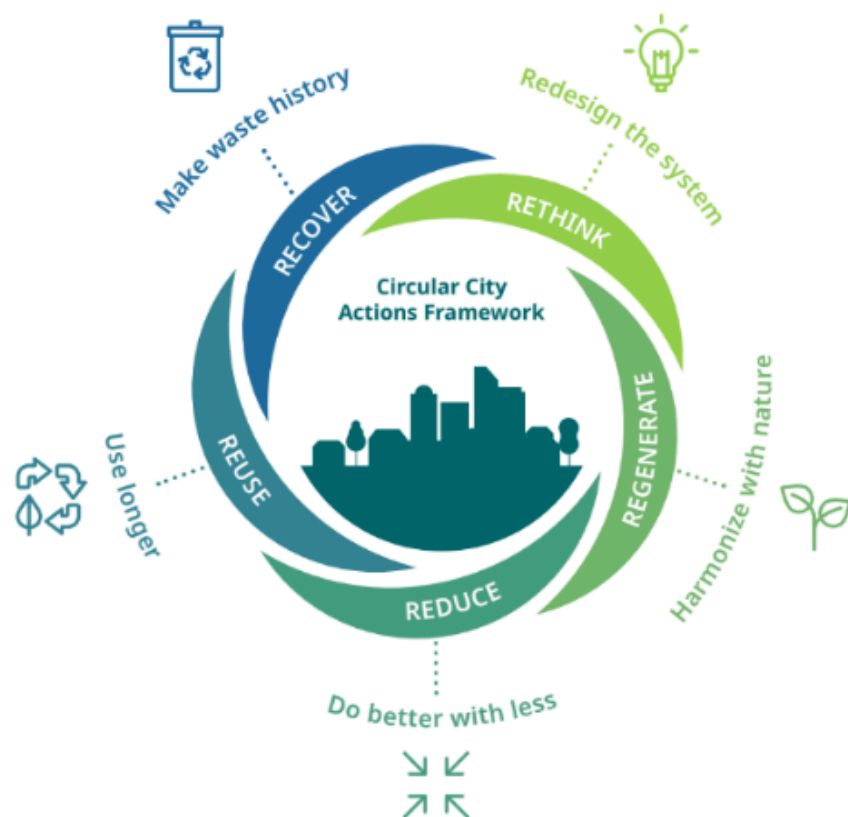 Circular City
Actions Framework
RETHINK
Redesign the system
REGENERATE
Harmonize with nature
REDUCE
Do better with less
REUSE
Use longer
RECOVER
Make waste history